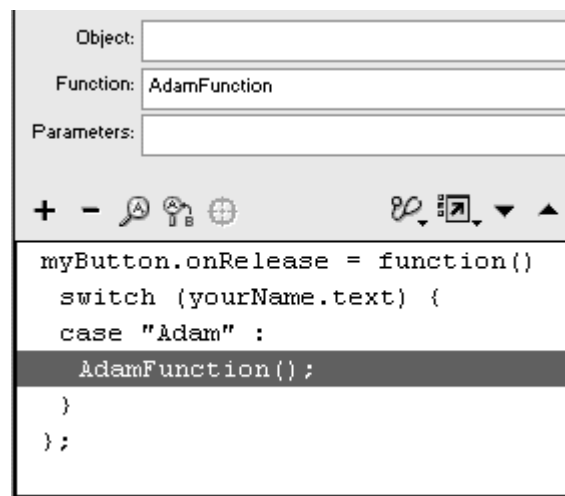 Object:
Function: AdamFunction
Parameters:
myButton.onRelease = function()
switch (yourName.text) {
case "Adam" :
AdamFunction();
}
};